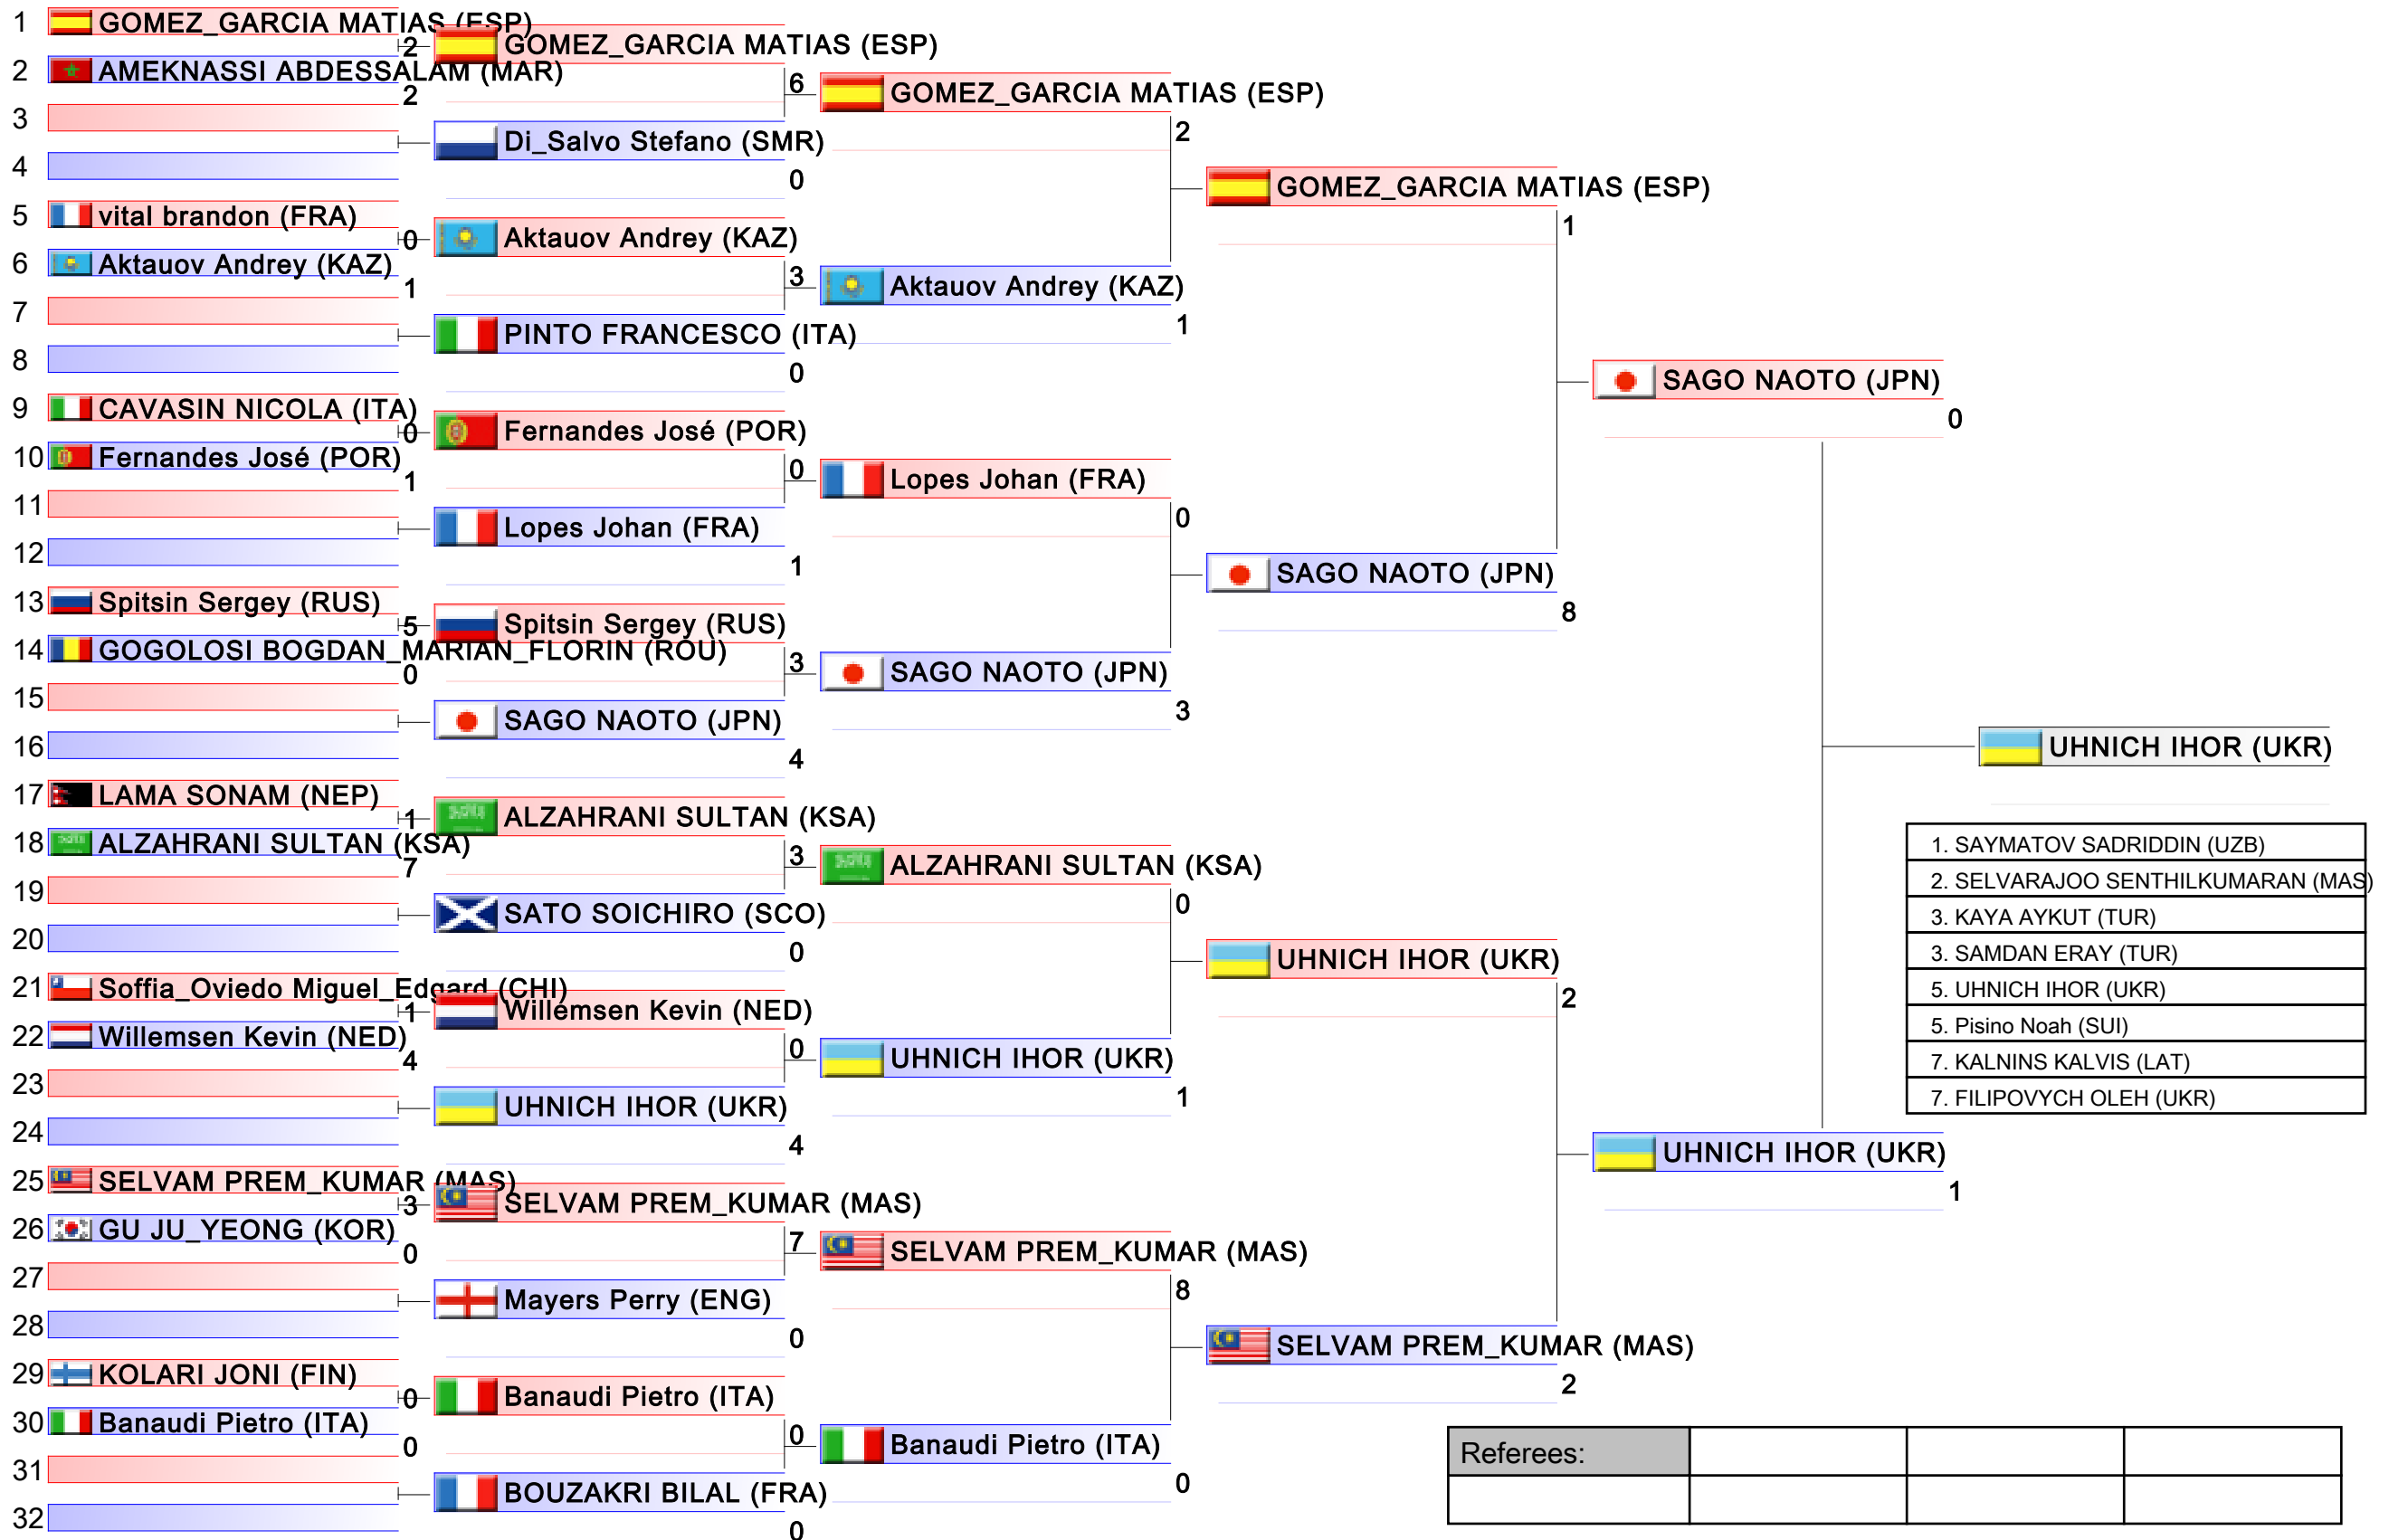 1 GOMEZ_GARCIA MATIAS (ESP)
2
2 AMEKNASSI ABDESSALAM (MAR)
2
3
4
5 vital brandon (FRA)
0
6 Aktauov Andrey (KAZ)
1
7
8
9 CAVASIN NICOLA (ITA)
0
10 Fernandes José (POR)
1
11
12
13 Spitsin Sergey (RUS)
5
14 GOGOLOSI BOGDAN_MARIAN_FLORIN (ROU)
0
15
16
17 LAMA SONAM (NEP)
1
18 ALZAHRANI SULTAN (KSA)
7
19
20
21 Soffia_Oviedo Miguel_Edgard (CHI)
1
22 Willemsen Kevin (NED)
4
23
24
25 SELVAM PREM_KUMAR (MAS)
3
26 GU JU_YEONG (KOR)
0
27
28
29 KOLARI JONI (FIN)
0
30 Banaudi Pietro (ITA)
0
31
32
GOMEZ_GARCIA MATIAS (ESP)
6
Di_Salvo Stefano (SMR)
0
Aktauov Andrey (KAZ)
3
PINTO FRANCESCO (ITA)
0
Fernandes José (POR)
0
Lopes Johan (FRA)
1
Spitsin Sergey (RUS)
3
SAGO NAOTO (JPN)
4
ALZAHRANI SULTAN (KSA)
3
SATO SOICHIRO (SCO)
0
Willemsen Kevin (NED)
0
UHNICH IHOR (UKR)
4
SELVAM PREM_KUMAR (MAS)
7
Mayers Perry (ENG)
0
Banaudi Pietro (ITA)
0
BOUZAKRI BILAL (FRA)
0
GOMEZ_GARCIA MATIAS (ESP)
2
Aktauov Andrey (KAZ)
1
Lopes Johan (FRA)
0
SAGO NAOTO (JPN)
3
ALZAHRANI SULTAN (KSA)
0
UHNICH IHOR (UKR)
1
SELVAM PREM_KUMAR (MAS)
8
Banaudi Pietro (ITA)
0
GOMEZ_GARCIA MATIAS (ESP)
1
SAGO NAOTO (JPN)
8
UHNICH IHOR (UKR)
2
SELVAM PREM_KUMAR (MAS)
2
SAGO NAOTO (JPN)
0
UHNICH IHOR (UKR)
1
UHNICH IHOR (UKR)
1. SAYMATOV SADRIDDIN (UZB)
2. SELVARAJOO SENTHILKUMARAN (MAS)
3. KAYA AYKUT (TUR)
3. SAMDAN ERAY (TUR)
5. UHNICH IHOR (UKR)
5. Pisino Noah (SUI)
7. KALNINS KALVIS (LAT)
7. FILIPOVYCH OLEH (UKR)
Referees: